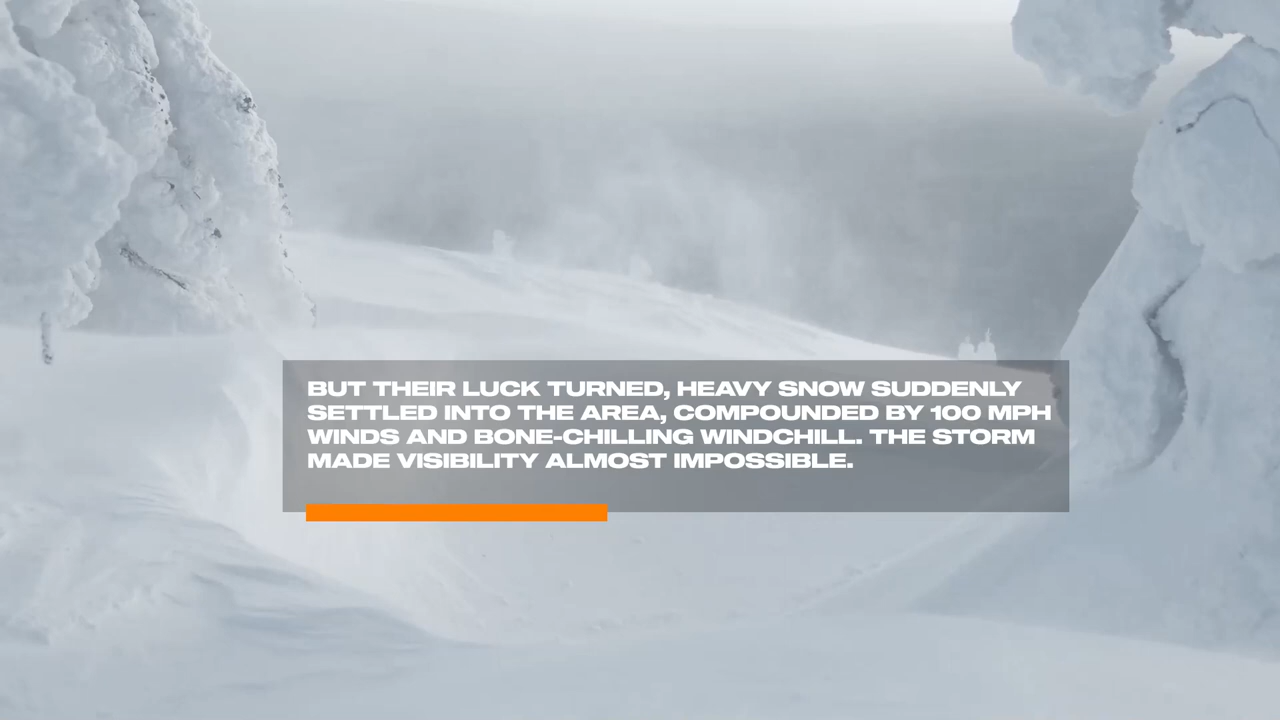 BUT THEIR LUCK TURNED, HEAVY SNOW SUDDENLY
SETTLED INTO THE AREA, COMPOUNDED BY 100 MPH
WINDS AND BONE-CHILLING WINDCHILL. THE STORM
MADE VISIBILITY ALMOST IMPOSSIBLE.